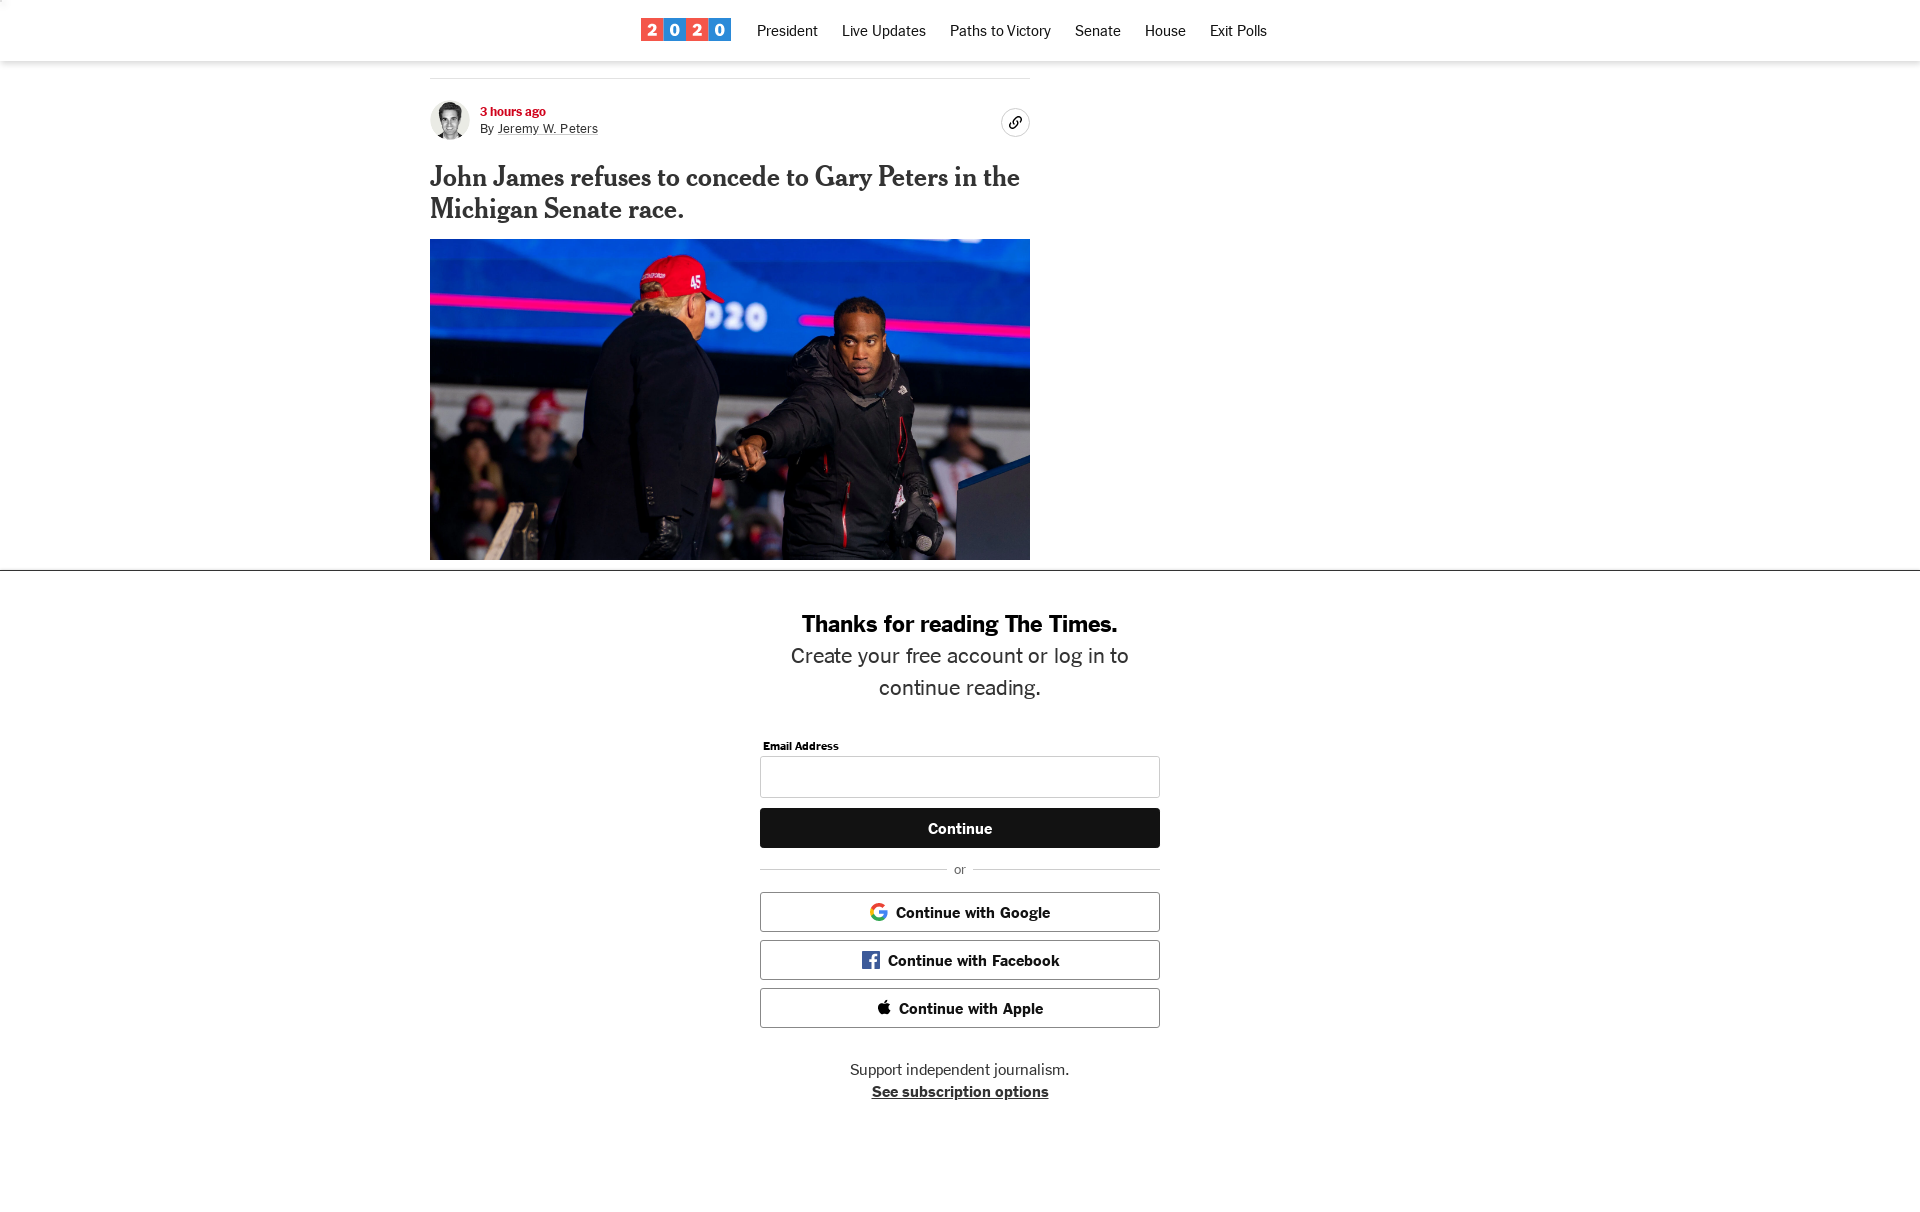 2020 President Live Updates Paths to Victory Senate House Exit Polls
3 hours ago
By Jeremy W. Peters
John James refuses to concede to Gary Peters in the
Michigan Senate race.
45
2020
Thanks for reading The Times.
Create your free account or log in to
continue reading.
Email Address
Continue
or
Continue with Google
Continue with Facebook
Continue with Apple
Support independent journalism.
See subscription options